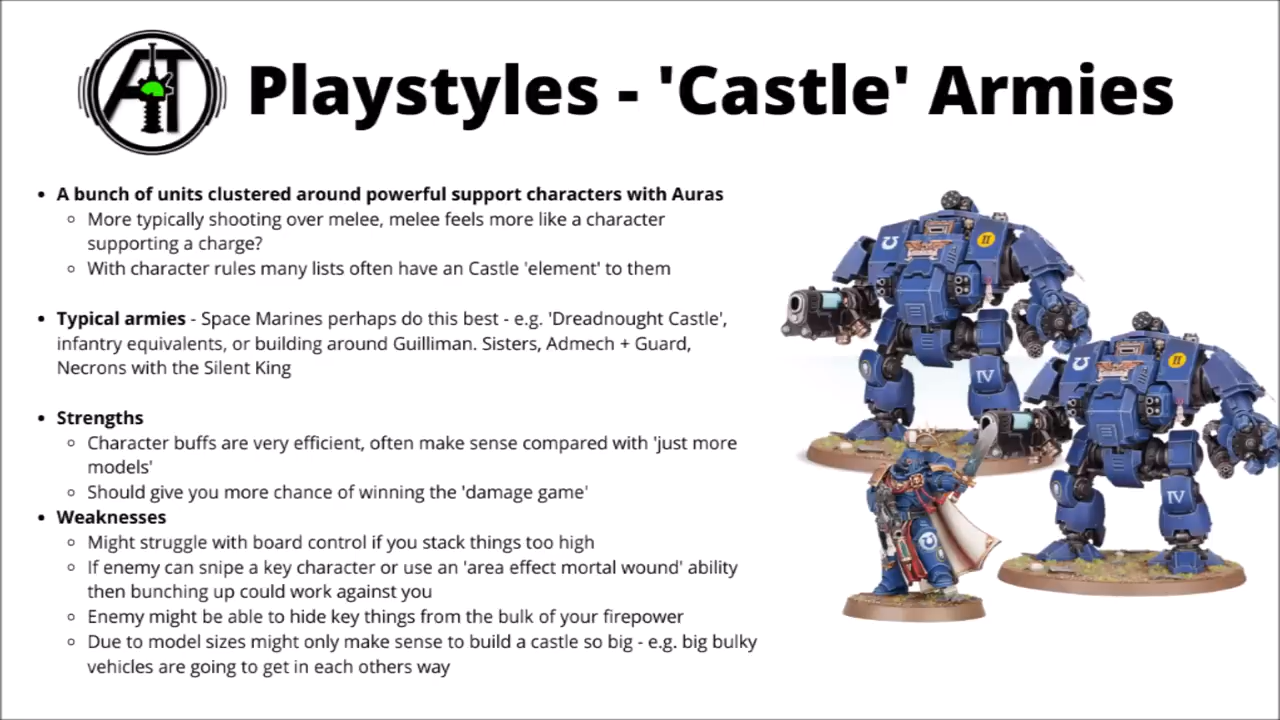 AT
Playstyles - 'Castle' Armies
• A bunch of units clustered around powerful support characters with Auras
◦ More typically shooting over melee, melee feels more like a character
supporting a charge?
◦ With character rules many lists often have an Castle 'element' to them
• Typical armies - Space Marines perhaps do this best - e.g. 'Dreadnought Castle',
infantry equivalents, or building around Guilliman. Sisters, Admech + Guard,
Necrons with the Silent King
• Strengths
◦ Character buffs are very efficient, often make sense compared with 'just more
models'
◦ Should give you more chance of winning the 'damage game'
• Weaknesses
◦ Might struggle with board control if you stack things too high
◦ If enemy can snipe a key character or use an 'area effect mortal wound' ability
then bunching up could work against you
◦ Enemy might be able to hide key things from the bulk of your firepower
◦ Due to model sizes might only make sense to build a castle so big - e.g. big bulky
vehicles are going to get in each others way
II
IV
II
IV